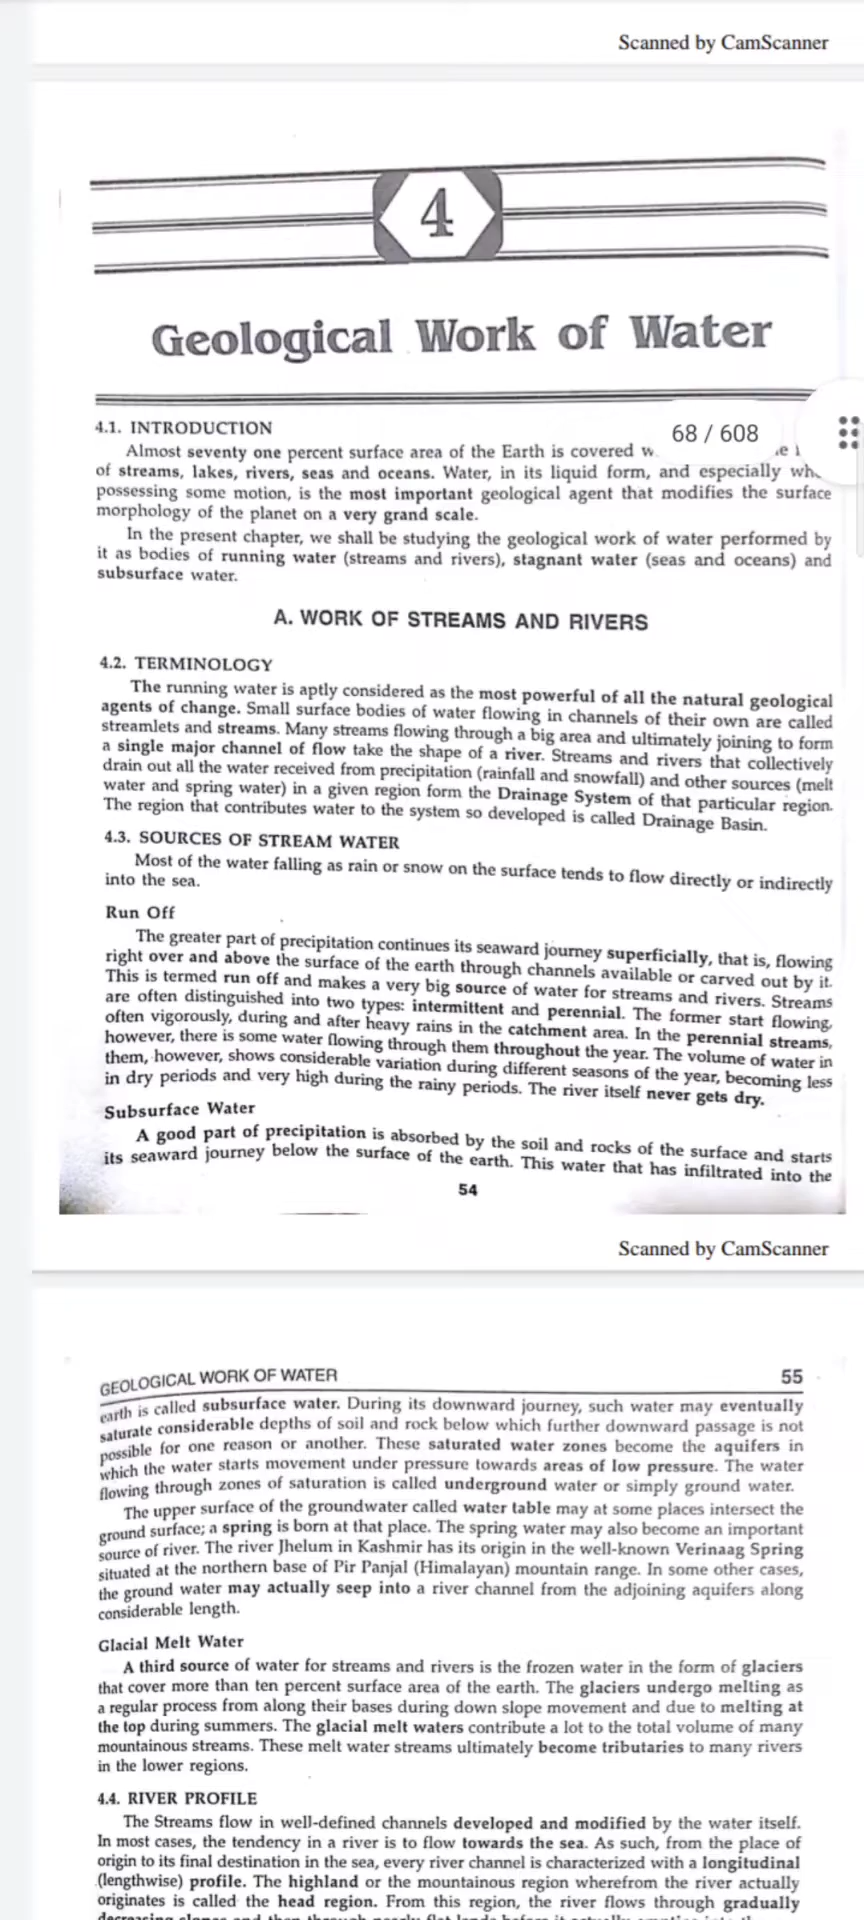 Scanned by CamScanner
4
Geological Work of Water
4.1. INTRODUCTION
68 / 608
Almost seventy one percent surface area of the Earth is covered
of streams, lakes, rivers, seas and oceans. Water, in its liquid form, and especially
possessing some motion, is the most important geological agent that modifies the surface
morphology of the planet on a very grand scale.
In the present chapter, we shall be studying the geological work of water performed by
it as bodies of running water (streams and rivers), stagnant water (seas and oceans) and
subsurface water.
A. WORK OF STREAMS AND RIVERS
4.2. TERMINOLOGY
The running water is aptly considered as the most powerful of all the natural geological
agents of change. Small surface bodies of water flowing in channels of their own are called
streamlets and streams. Many streams flowing through a big area and ultimately joining to form
a single major channel of flow take the shape of a river. Streams and rivers that collectively
drain out all the water received from precipitation (rainfall and snowfall) and other sources (melt
water and spring water) in a given region form the Drainage System of that particular region.
The region that contributes water to the system so developed is called Drainage Basin.
4.3. SOURCES OF STREAM WATER
Most of the water falling as rain or snow on the surface tends to flow directly or indirectly
into the sea.
Run Off
The greater part of precipitation continues its seaward journey superficially, that is, flowing
right over and above the surface of the earth through channels available or carved out by it.
This is termed run off and makes a very big source of water for streams and rivers. Streams
are often distinguished into two types: intermittent and perennial. The former start flowing,
often vigorously, during and after heavy rains in the catchment area. In the perennial streams,
however, there is some water flowing through them throughout the year. The volume of water in
them, however, shows considerable variation during different seasons of the year, becoming less
in dry periods and very high during the rainy periods. The river itself never gets dry.
Subsurface Water
A good part of precipitation is absorbed by the soil and rocks of the surface and starts
its seaward journey below the surface of the earth. This water that has infiltrated into the
54
Scanned by CamScanner
GEOLOGICAL WORK OF WATER 55
earth is called subsurface water. During its downward journey, such water may eventually
saturate considerable depths of soil and rock below which further downward passage is not
possible for one reason or another. These saturated water zones become the aquifers in
which the water starts movement under pressure towards areas of low pressure. The water
flowing through zones of saturation is called underground water or simply ground water.
The upper surface of the groundwater called water table may at some places intersect the
ground surface; a spring is born at that place. The spring water may also become an important
source of river. The river Jhelum in Kashmir has its origin in the well-known Verinaag Spring
situated at the northern base of Pir Panjal (Himalayan) mountain range. In some other cases,
the ground water may actually seep into a river channel from the adjoining aquifers along
considerable length.
Glacial Melt Water
A third source of water for streams and rivers is the frozen water in the form of glaciers
that cover more than ten percent surface area of the earth. The glaciers undergo melting as
a regular process from along their bases during down slope movement and due to melting at
the top during summers. The glacial melt waters contribute a lot to the total volume of many
mountainous streams. These melt water streams ultimately become tributaries to many rivers
in the lower regions.
4.4. RIVER PROFILE
The Streams flow in well-defined channels developed and modified by the water itself.
In most cases, the tendency in a river is to flow towards the sea. As such, from the place of
origin to its final destination in the sea, every river channel is characterized with a longitudinal
(lengthwise) profile. The highland or the mountainous region wherefrom the river actually
originates is called the head region. From this region, the river flows through gradually